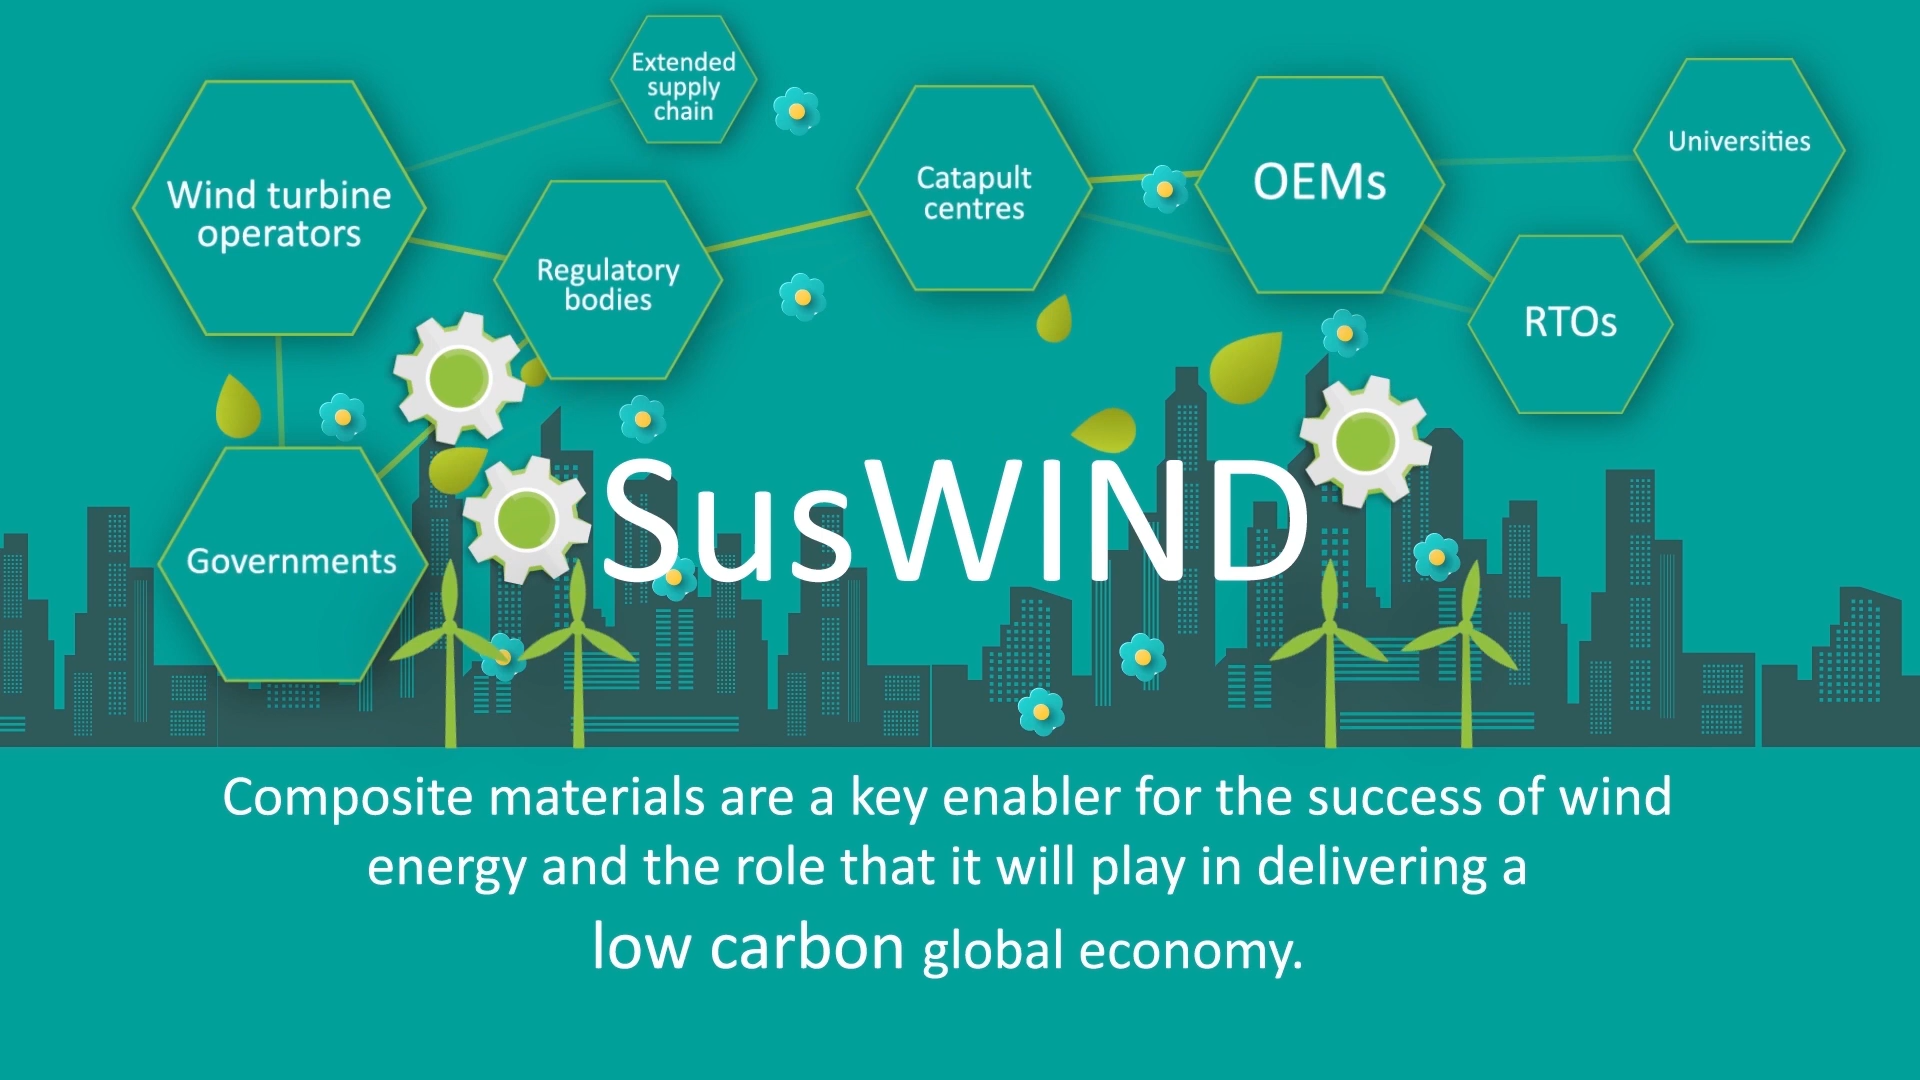 Extended
supply
chain
Wind turbine
operators
Regulatory
bodies
Catapult
centres
OEMs
Universities
RTOs
Governments
SusWIND
Composite materials are a key enabler for the success of wind
energy and the role that it will play in delivering a
low carbon global economy.